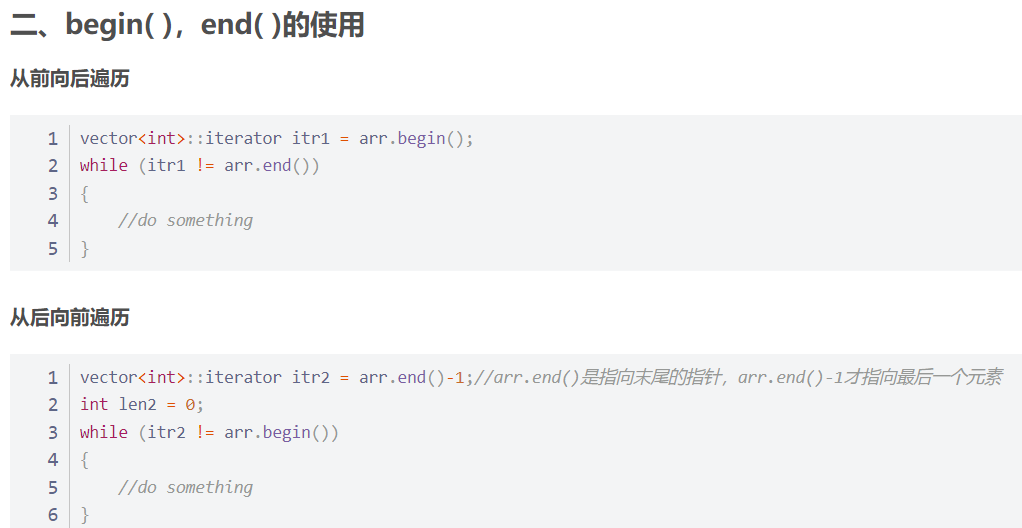 二、begin( )，end( )的使用
从前向后遍历
1 vector<int>::iterator itr1 = arr.begin();
2 while (itr1 != arr.end())
3 {
4     //do something
5 }
从后向前遍历
1 vector<int>::iterator itr2 = arr.end()-1;//arr.end()是指向末尾的指针，arr.end()-1才指向最后一个元素
2 int len2 = 0;
3 while (itr2 != arr.begin())
4 {
5     //do something
6 }